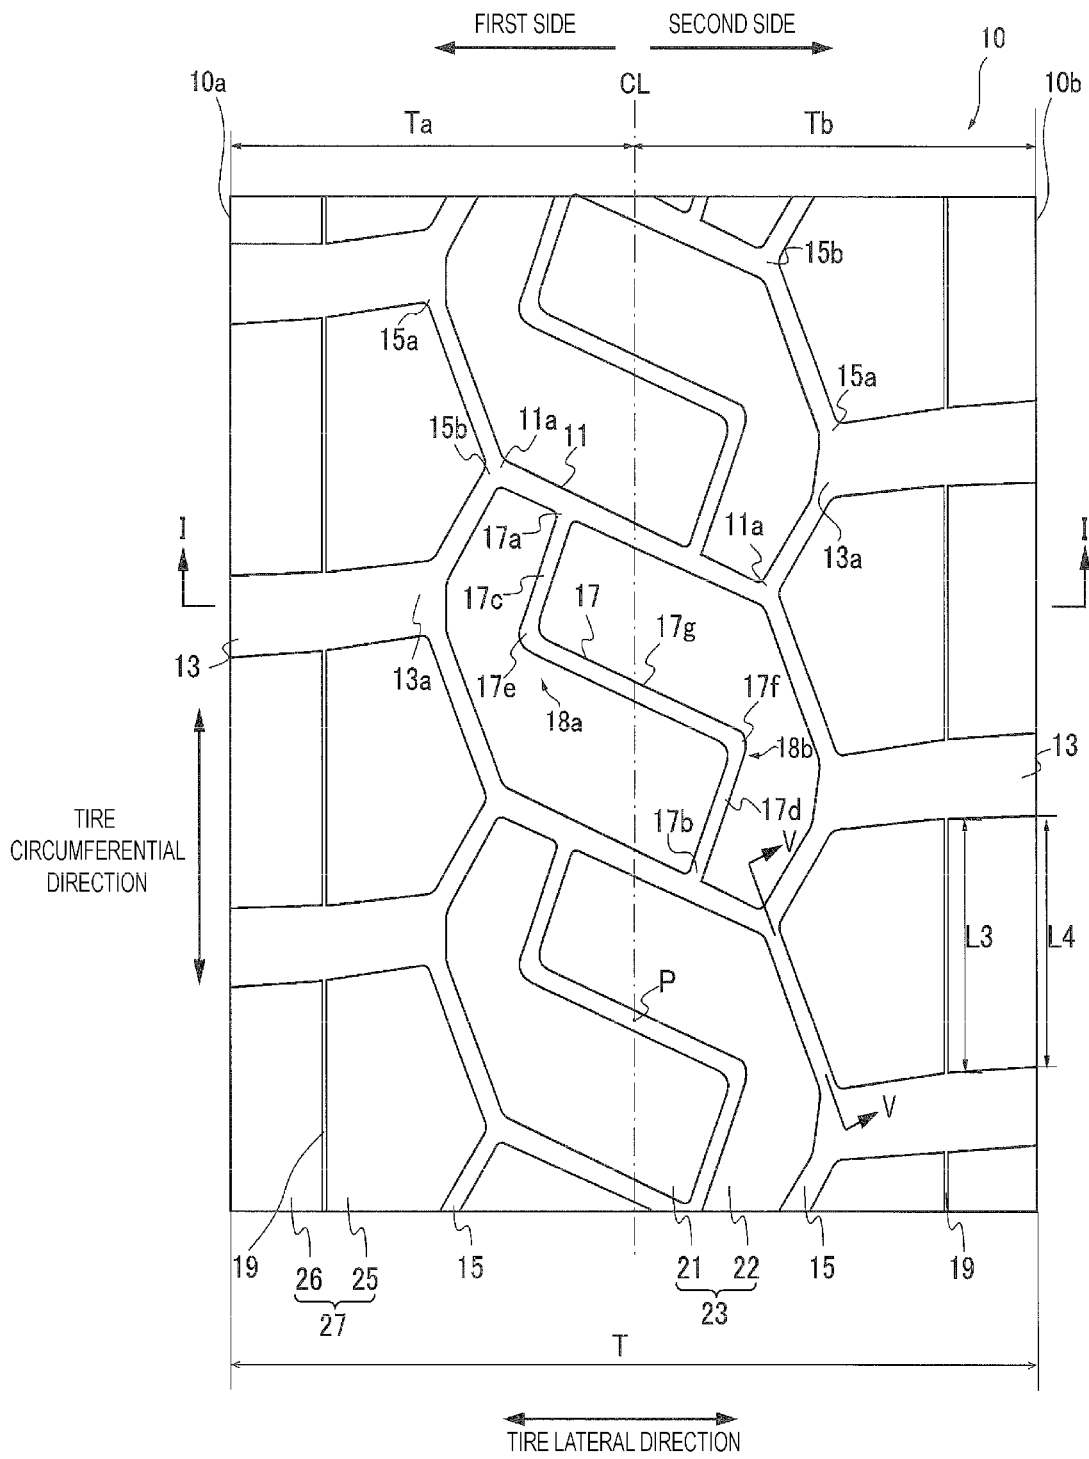 FIRST SIDE
SECOND SIDE
10
10a
CL
10b
Ta
Tb
15b
15a
15a
15b
11a
11
17a
11a
13a
I
I
17c
17
17g
13
13a
17e
18a
17f
18b
13
TIRE
CIRCUMFERENTIAL
DIRECTION
17b
17d
V
L3
L4
P
V
19
26
25
15
21
22
15
19
27
23
T
TIRE LATERAL DIRECTION